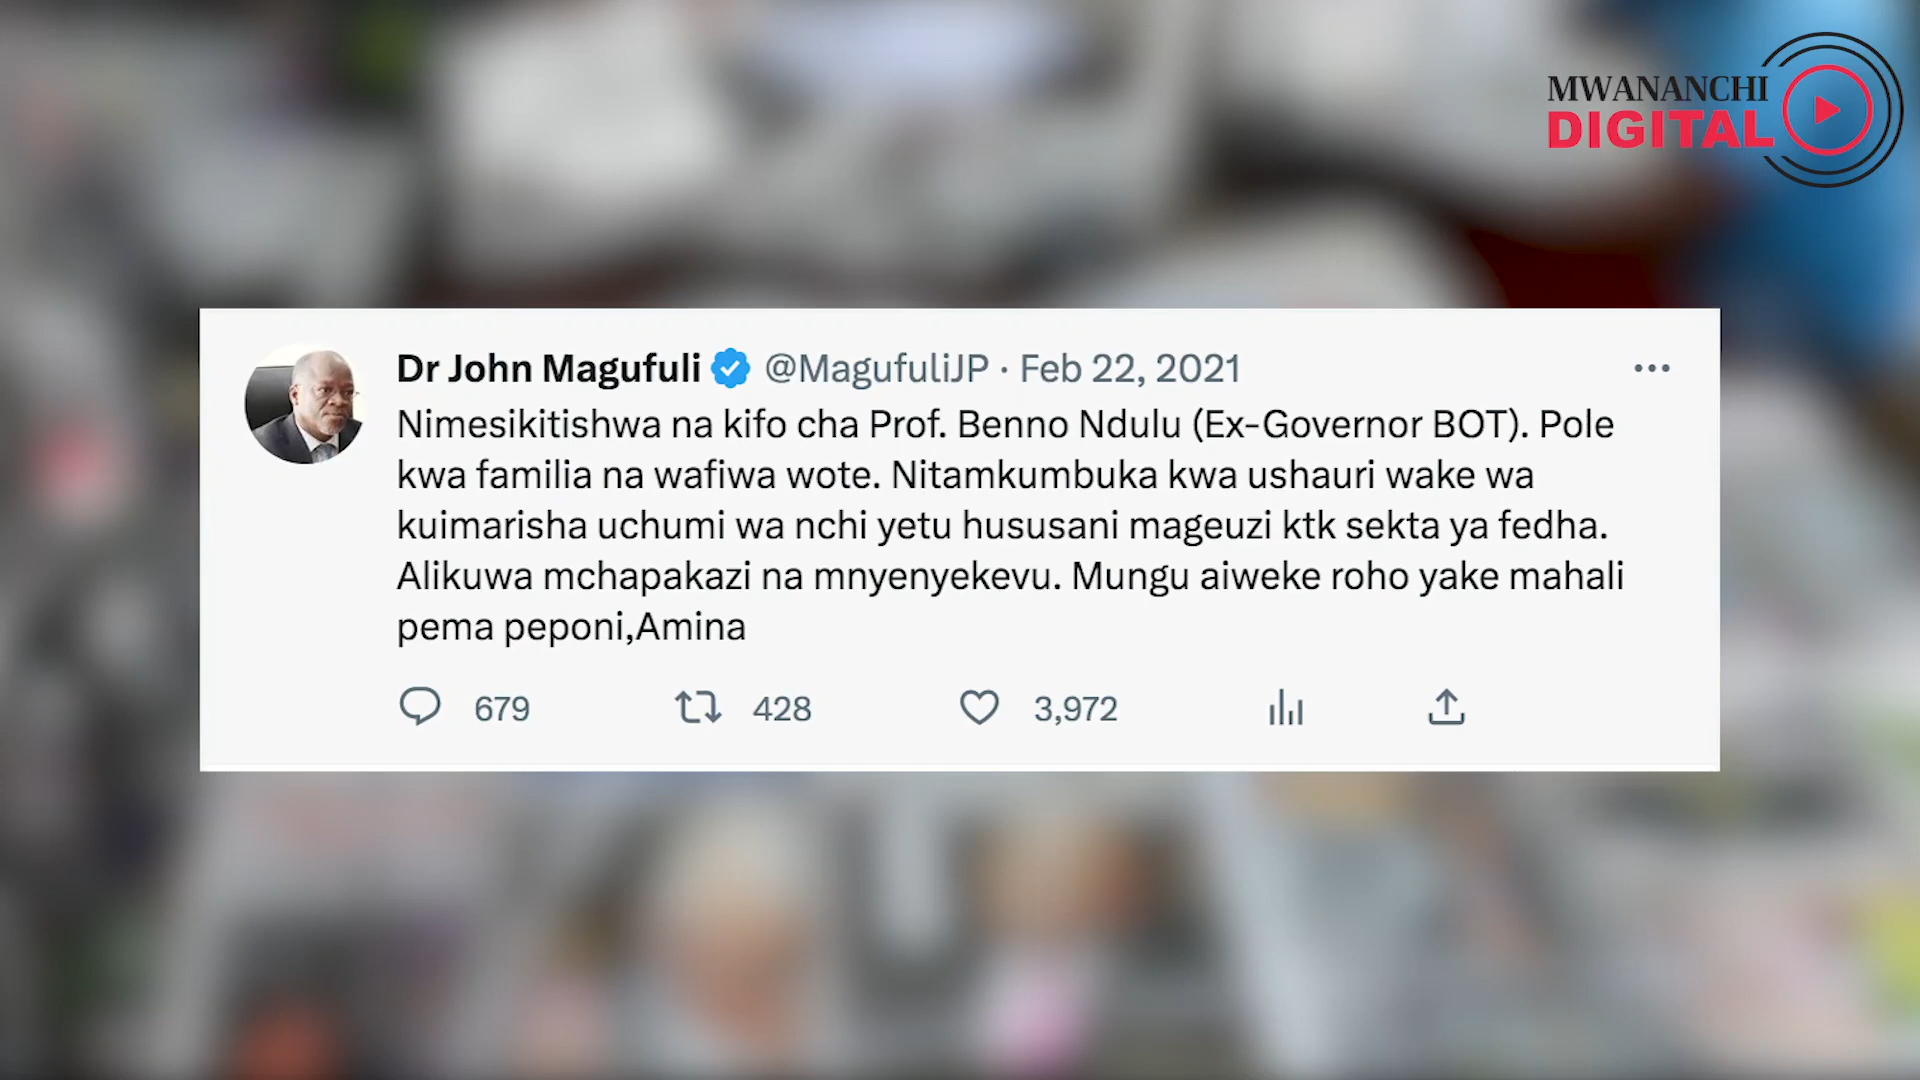 MWANANCHI
DIGITAL
Dr John Magufuli @MagufuliJP · Feb 22, 2021
Nimesikitishwa na kifo cha Prof. Benno Ndulu (Ex-Governor BOT). Pole
kwa familia na wafiwa wote. Nitamkumbuka kwa ushauri wake wa
kuimarisha uchumi wa nchi yetu hususani mageuzi ktk sekta ya fedha.
Alikuwa mchapakazi na mnyenyekevu. Mungu aiweke roho yake mahali
pema peponi,Amina
679 428 3,972